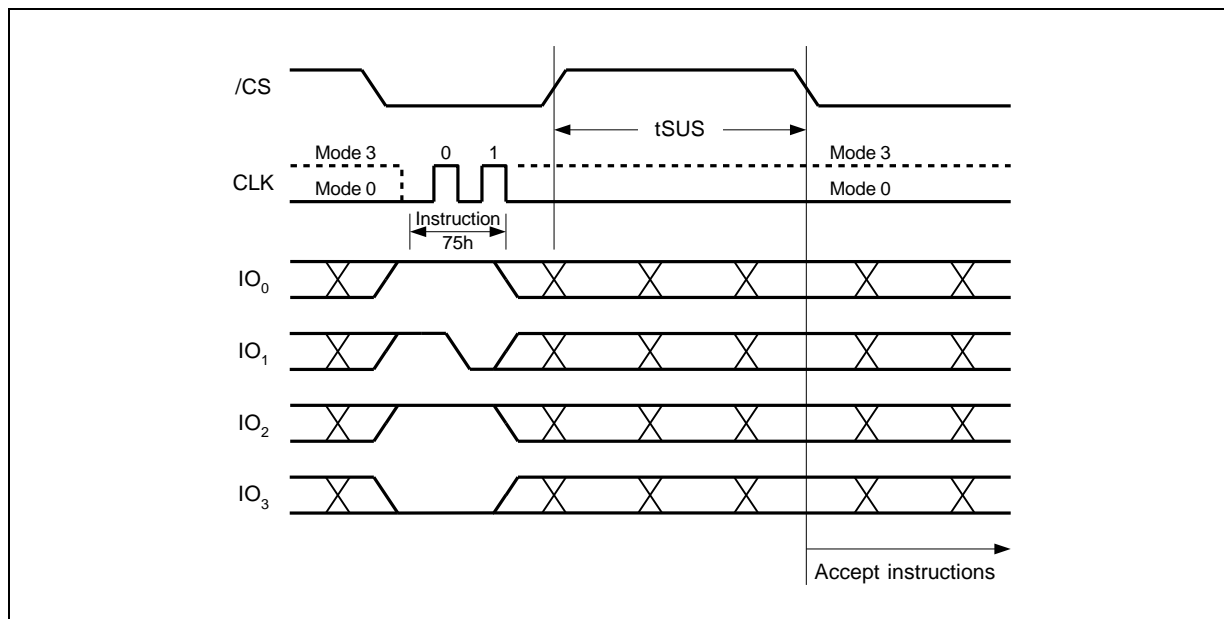 /CS
tSUS
Mode 3 0 1 Mode 3
CLK Mode 0 Mode 0
Instruction
75h
IO0
IO1
IO2
IO3
Accept instructions